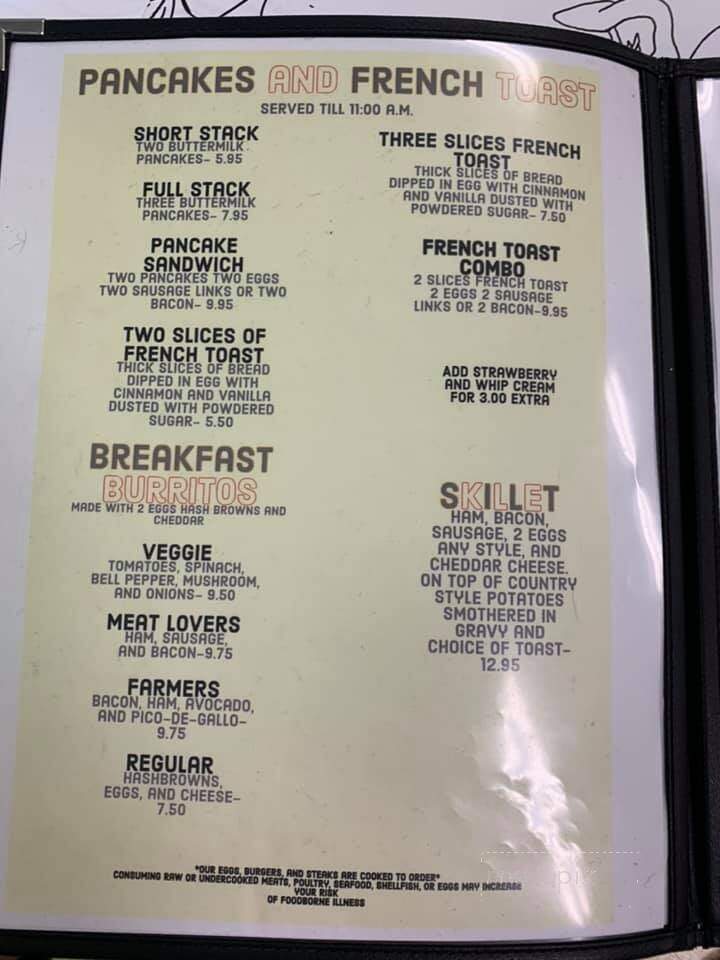 PANCAKES AND FRENCH TOAST
SERVED TILL 11:00 A.M.
SHORT STACK
TWO BUTTERMILK
PANCAKES- 5.95
FULL STACK
THREE BUTTERMILK
PANCAKES- 7.95
PANCAKE
SANDWICH
TWO PANCAKES TWO EGGS
TWO SAUSAGE LINKS OR TWO
BACON- 9.95
TWO SLICES OF
FRENCH TOAST
THICK SLICES OF BREAD
DIPPED IN EGG WITH
CINNAMON AND VANILLA
DUSTED WITH POWDERED
SUGAR- 5.50
THREE SLICES FRENCH
TOAST
THICK SLICES OF BREAD
DIPPED IN EGG WITH CINNAMON
AND VANILLA DUSTED WITH
POWDERED SUGAR- 7.50
FRENCH TOAST
COMBO
2 SLICES FRENCH TOAST
2 EGGS 2 SAUSAGE
LINKS OR 2 BACON-9.95
ADD STRAWBERRY
AND WHIP CREAM
FOR 3.00 EXTRA
BREAKFAST
BURRITOS
MADE WITH 2 EGGS HASH BROWNS AND
CHEDDAR
VEGGIE
TOMATOES, SPINACH,
BELL PEPPER, MUSHROOM,
AND ONIONS- 9.50
MEAT LOVERS
HAM, SAUSAGE,
AND BACON-9.75
FARMERS
BACON, HAM, AVOCADO,
AND PICO-DE-GALLO-
9.75
REGULAR
HASHBROWNS,
EGGS, AND CHEESE-
7.50
SKILLET
HAM, BACON,
SAUSAGE, 2 EGGS
ANY STYLE, AND
CHEDDAR CHEESE.
ON TOP OF COUNTRY
STYLE POTATOES
SMOTHERED IN
GRAVY AND
CHOICE OF TOAST-
12.95
*OUR EGGS, BURGERS, AND STEAKS ARE COOKED TO ORDER*
CONSUMING RAW OR UNDERCOOKED MEATS, POULTRY, SEAFOOD, SHELLFISH, OR EGGS MAY INCREASE
YOUR RISK
OF FOODBORNE ILLNESS